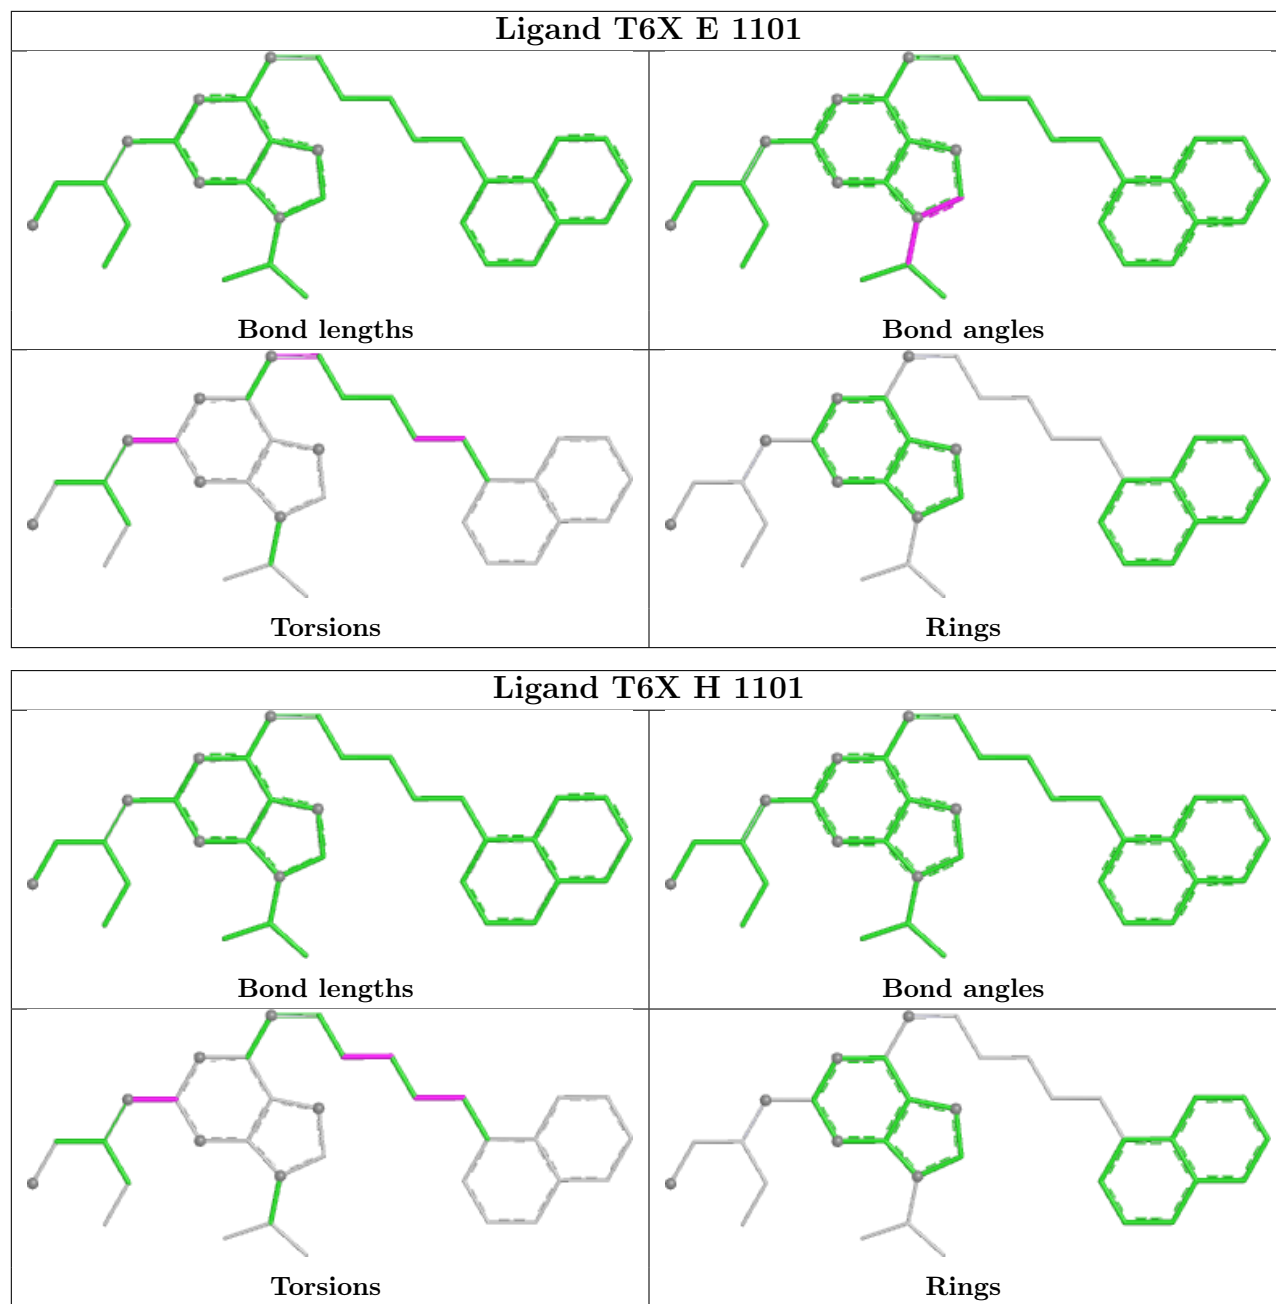 Ligand T6X E 1101
Bond lengths
Bond angles
Torsions
Rings
Ligand T6X H 1101
Bond lengths
Bond angles
Torsions
Rings